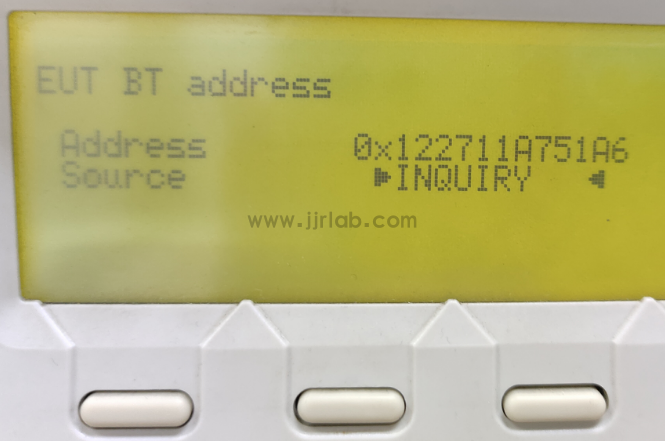 EUT BT address
Address 0x122711A751A6
Source INQUIRY
www.jjrlab.com